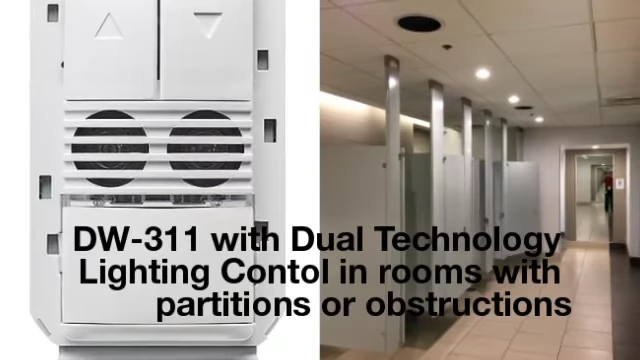 DW-311 with Dual Technology
Lighting Contol in rooms with
partitions or obstructions